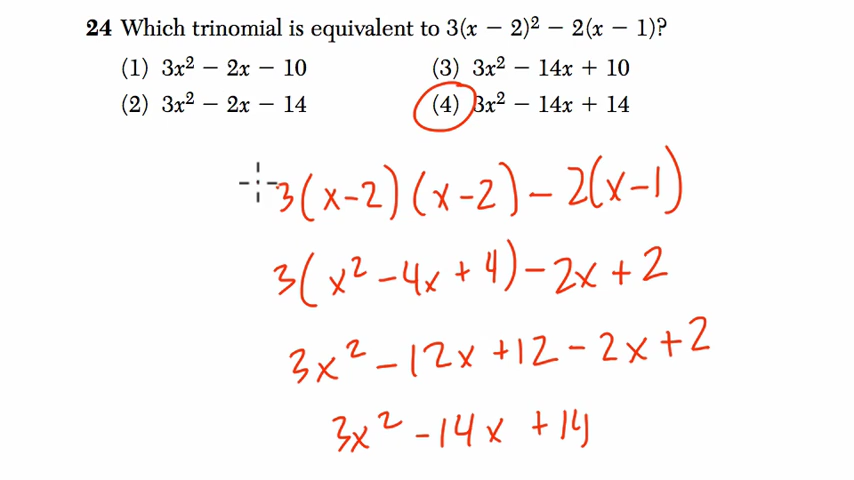 24 Which trinomial is equivalent to 3(x − 2)² − 2(x − 1)?
(1) 3x² − 2x − 10 (3) 3x² − 14x + 10
(2) 3x² − 2x − 14 (4) 3x² − 14x + 14
3(x−2)(x−2)−2(x−1)
3(x²−4x+4)−2x+2
3x²−12x+12−2x+2
3x²−14x+14